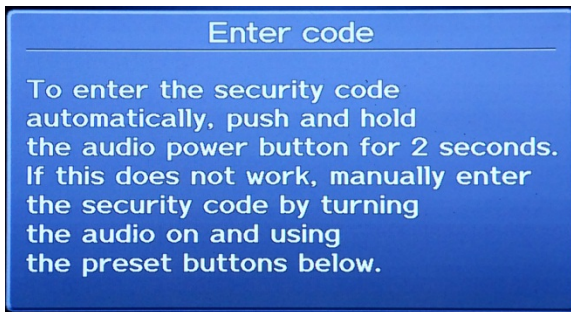 Enter code
To enter the security code
automatically, push and hold
the audio power button for 2 seconds.
If this does not work, manually enter
the security code by turning
the audio on and using
the preset buttons below.